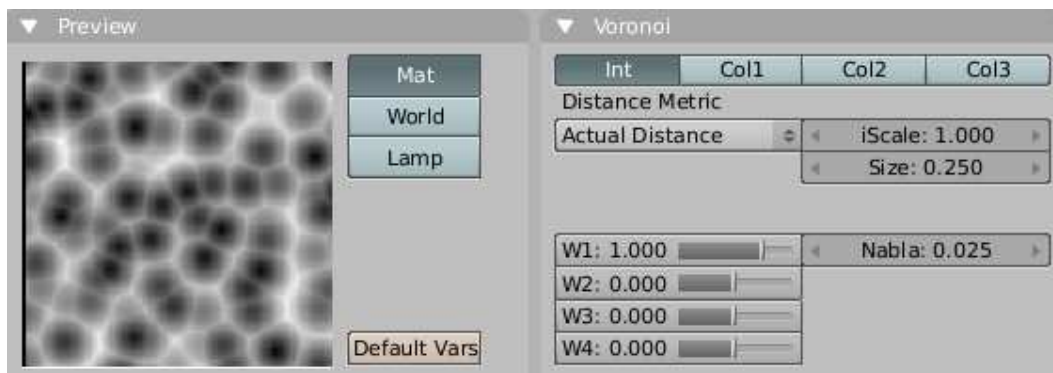 Preview
Mat
World
Lamp
Default Vars
Voronoi
Int Col1 Col2 Col3
Distance Metric
Actual Distance iScale: 1.000
Size: 0.250
W1: 1.000 Nabla: 0.025
W2: 0.000
W3: 0.000
W4: 0.000